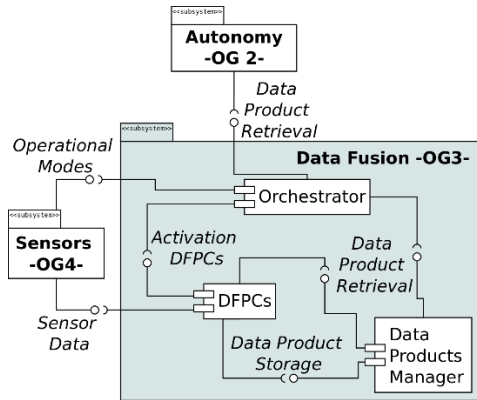 <<subsystem>>
Autonomy
-OG 2-
Data
Product
Retrieval
<<subsystem>>
Data Fusion -OG3-
Operational
Modes
Orchestrator
<<subsystem>>
Sensors
-OG4-
Activation
DFPCs
Data
Product
Retrieval
DFPCs
Sensor
Data
Data Product
Storage
Data
Products
Manager